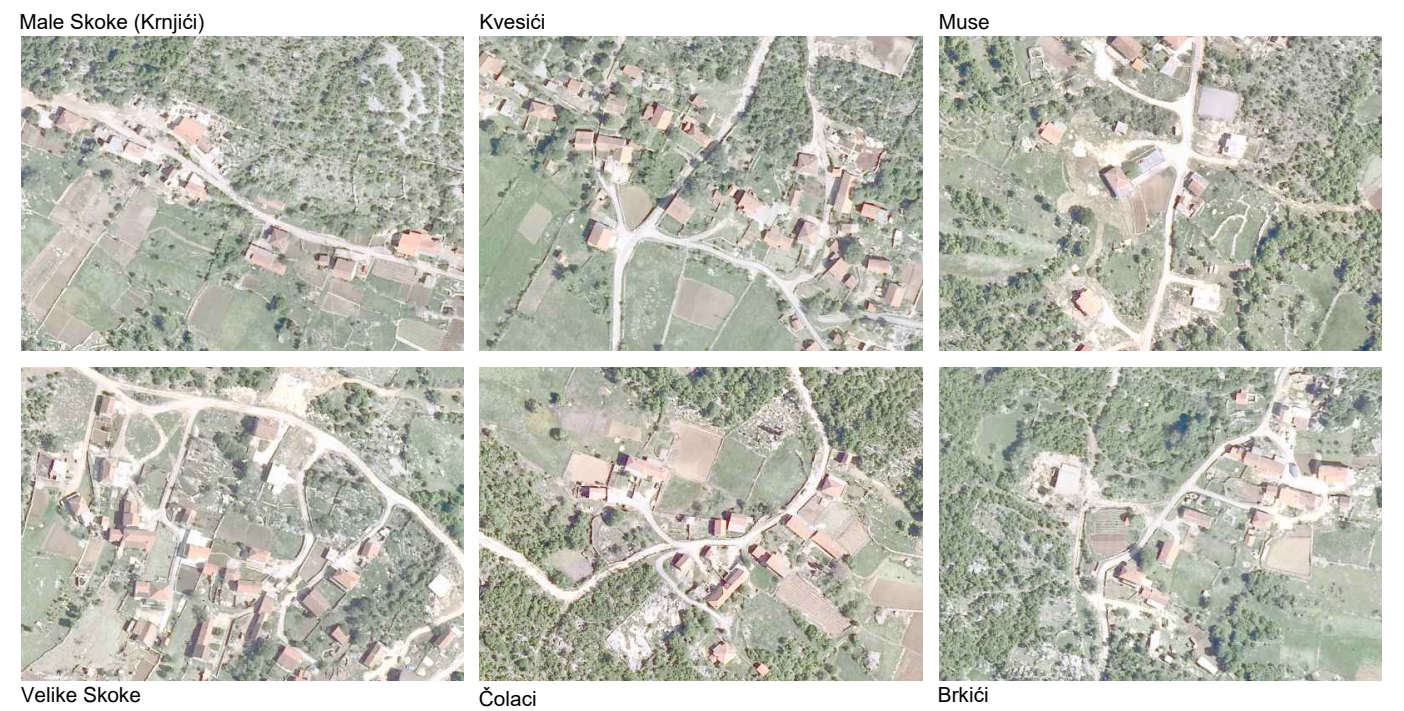 Male Skoke (Krnjići)
Kvesići
Muse
Velike Skoke
Čolaci
Brkići